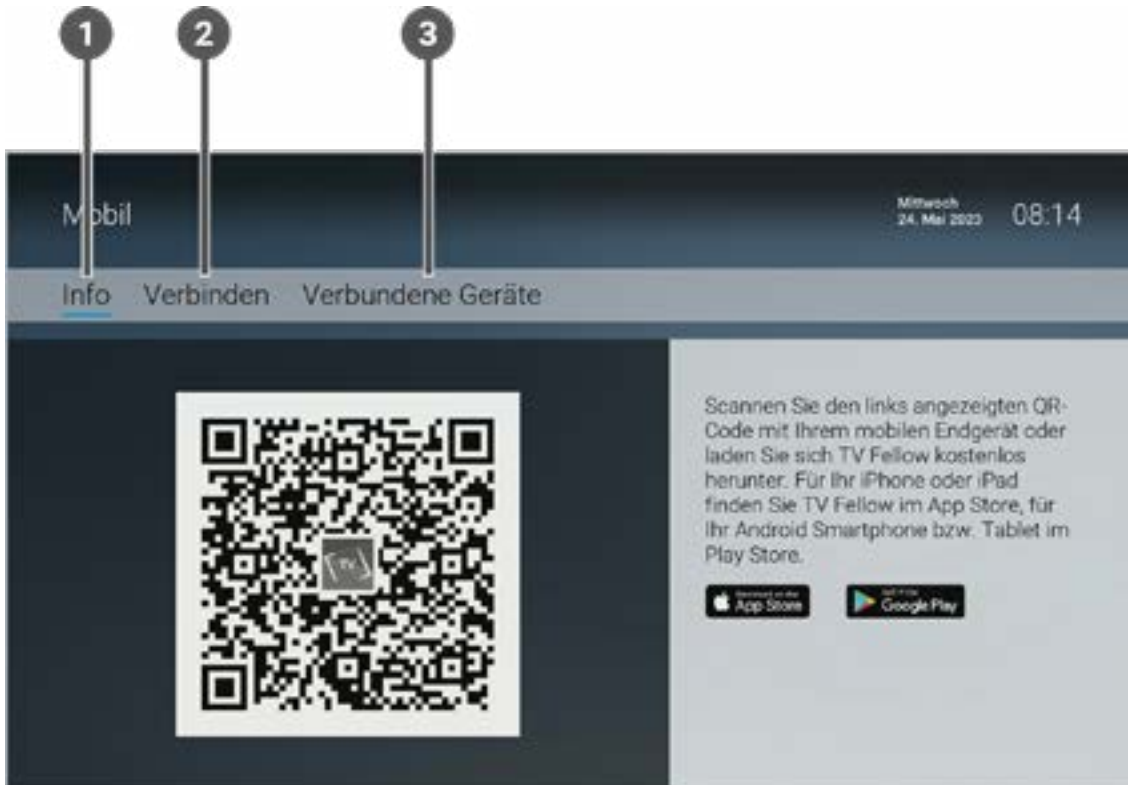 1 2 3
Mobil
Mittwoch
24. Mai 2023
08:14
Info Verbinden Verbundene Geräte
TV
Scannen Sie den links angezeigten QR-
Code mit Ihrem mobilen Endgerät oder
laden Sie sich TV Fellow kostenlos
herunter. Für Ihr iPhone oder iPad
finden Sie TV Fellow im App Store, für
Ihr Android Smartphone bzw. Tablet im
Play Store.
App Store
Google Play